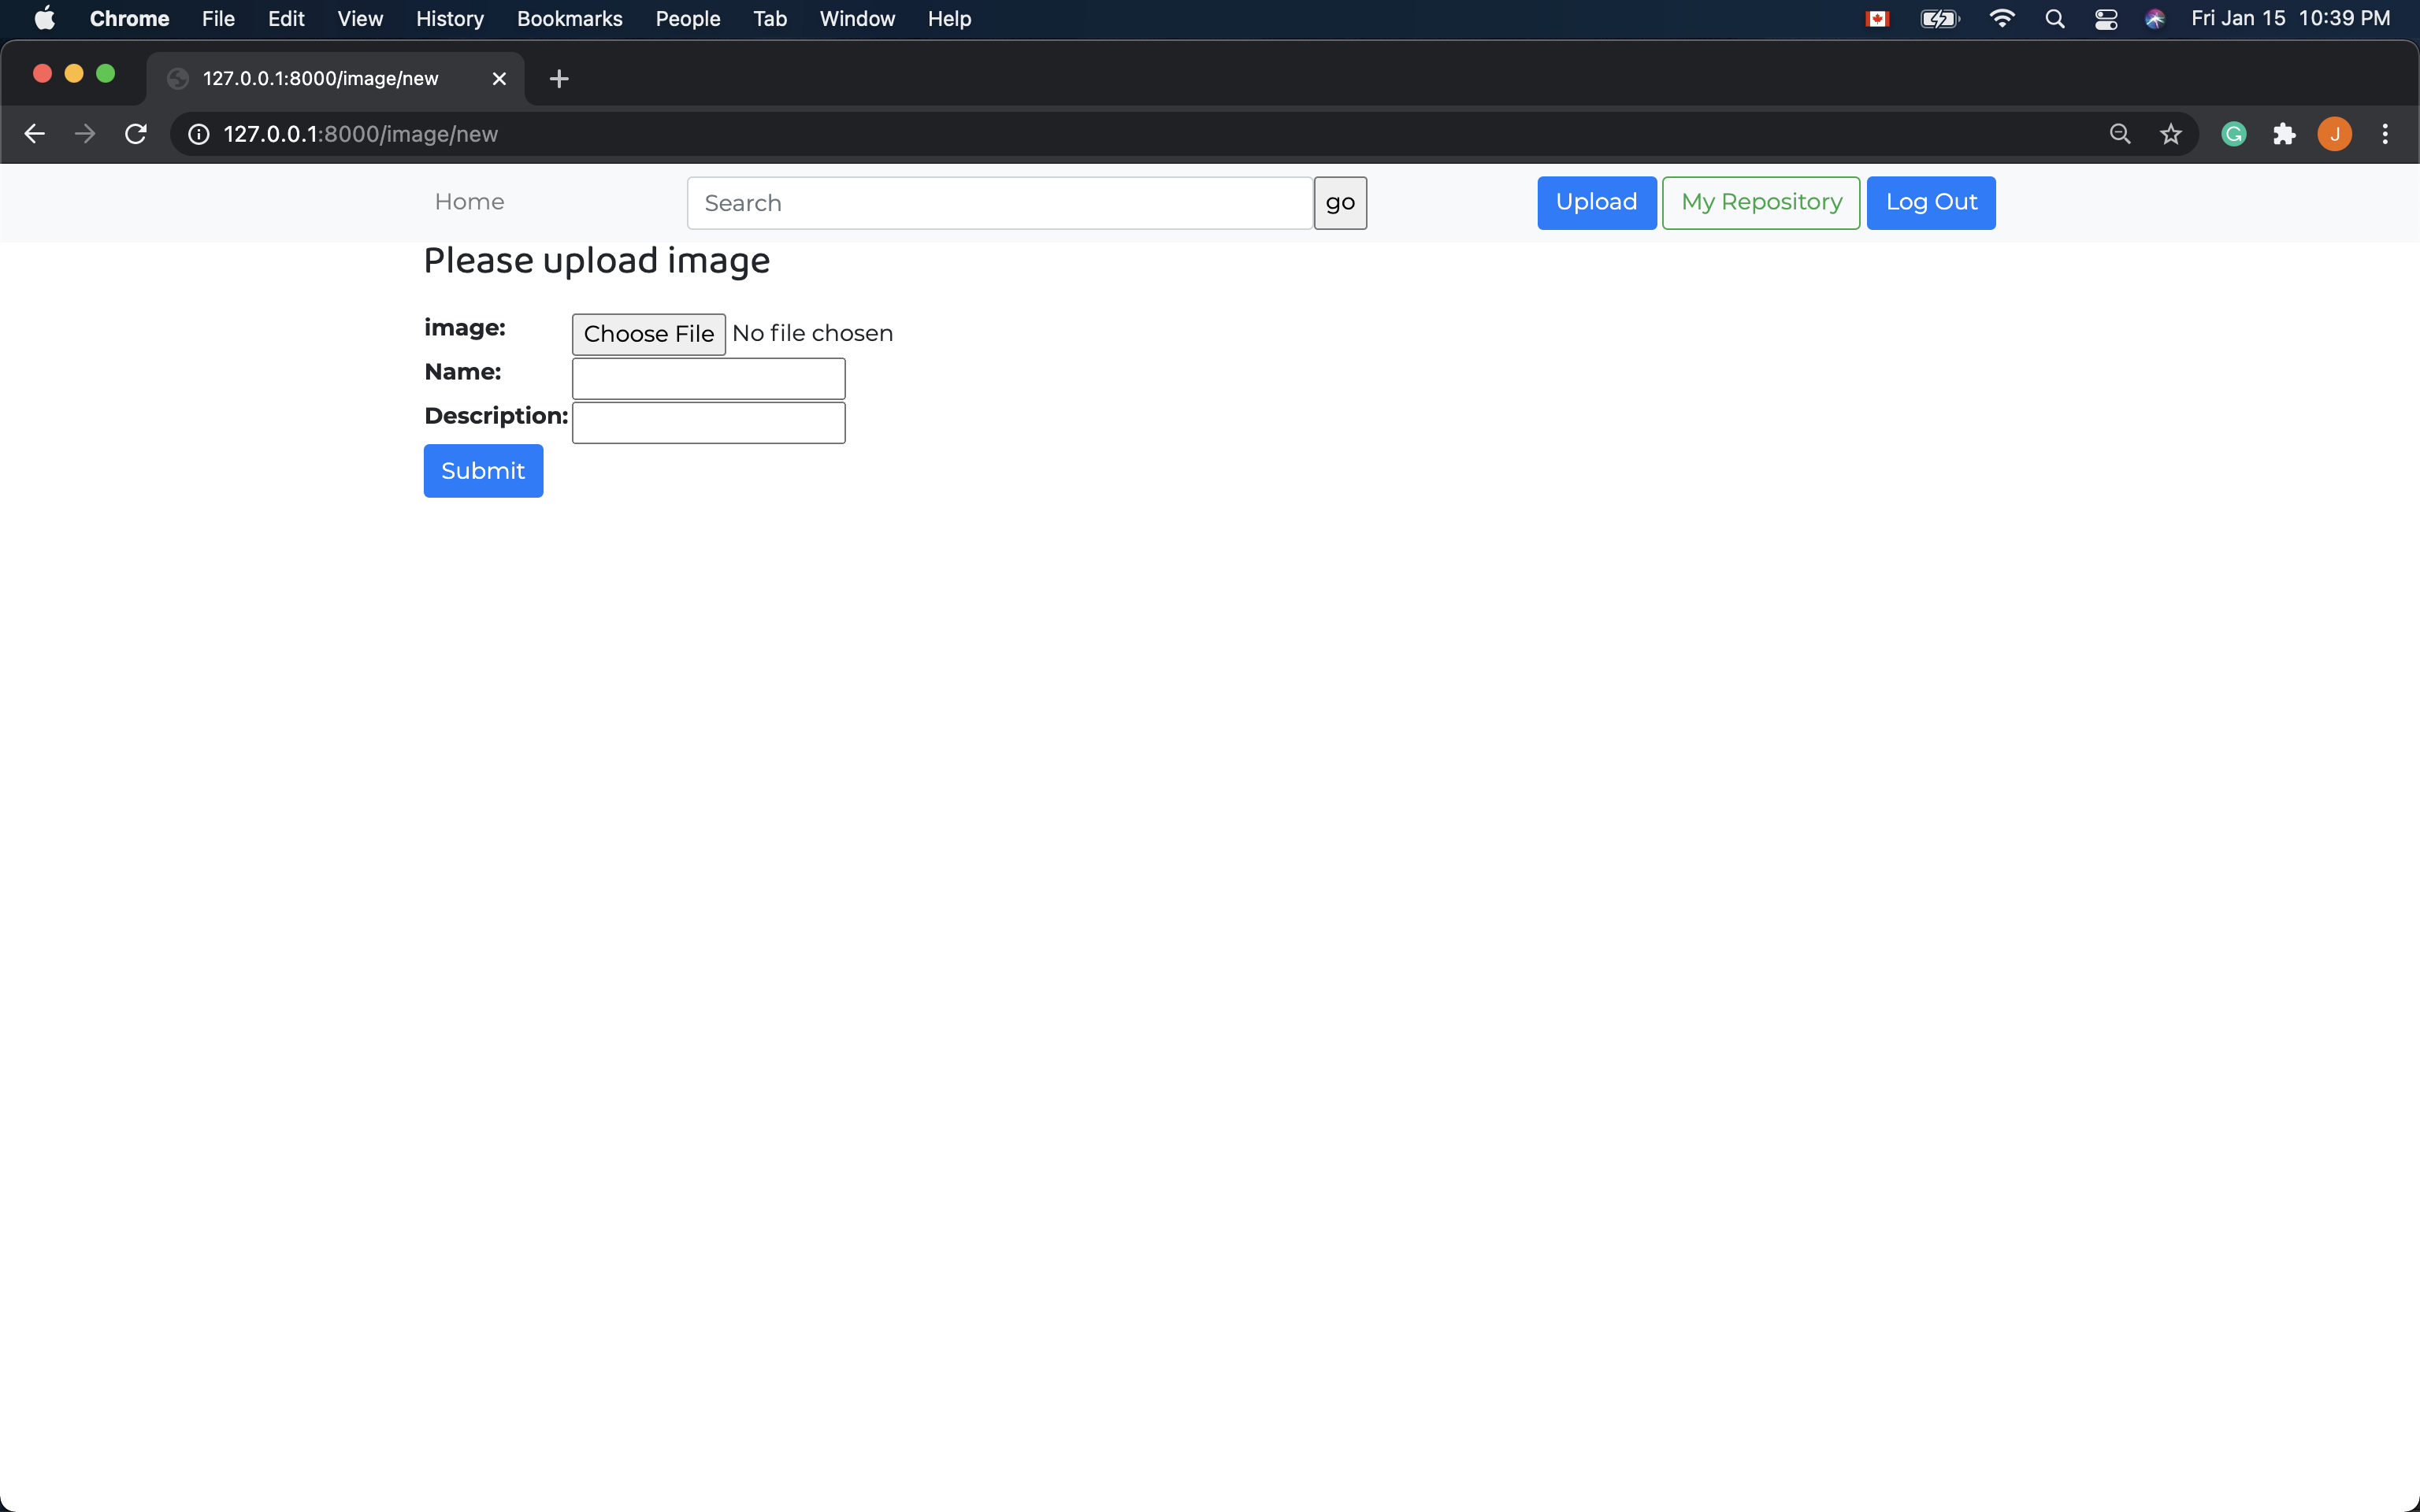 Chrome File Edit View History Bookmarks People Tab Window Help Fri Jan 15 10:39 PM
127.0.0.1:8000/image/new
127.0.0.1:8000/image/new J
Home Search go Upload My Repository Log Out
Please upload image
image: Choose File No file chosen
Name:
Description:
Submit